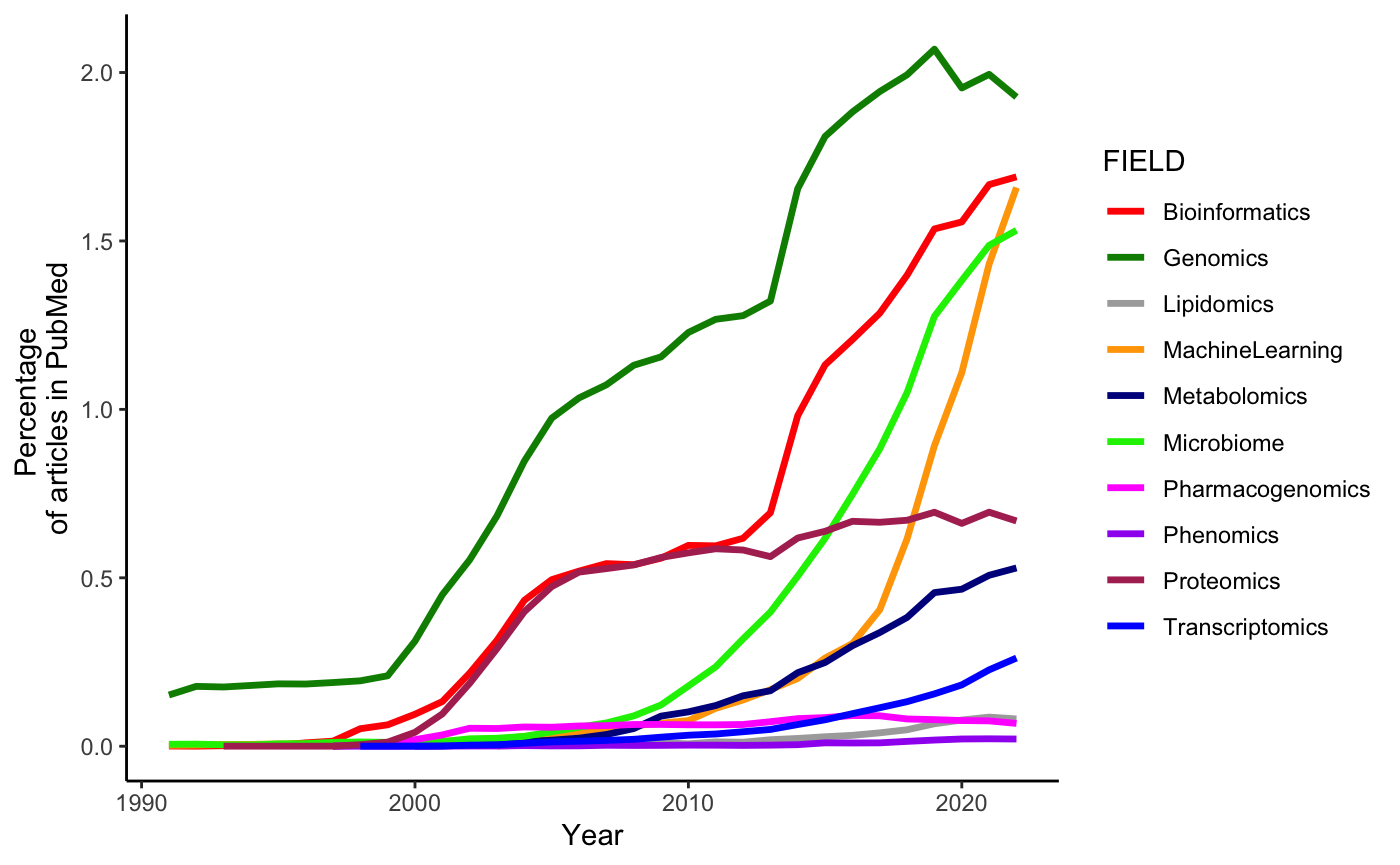 Percentage
of articles in PubMed
2.0
1.5
1.0
0.5
0.0
1990
2000
2010
2020
Year
FIELD
Bioinformatics
Genomics
Lipidomics
MachineLearning
Metabolomics
Microbiome
Pharmacogenomics
Phenomics
Proteomics
Transcriptomics